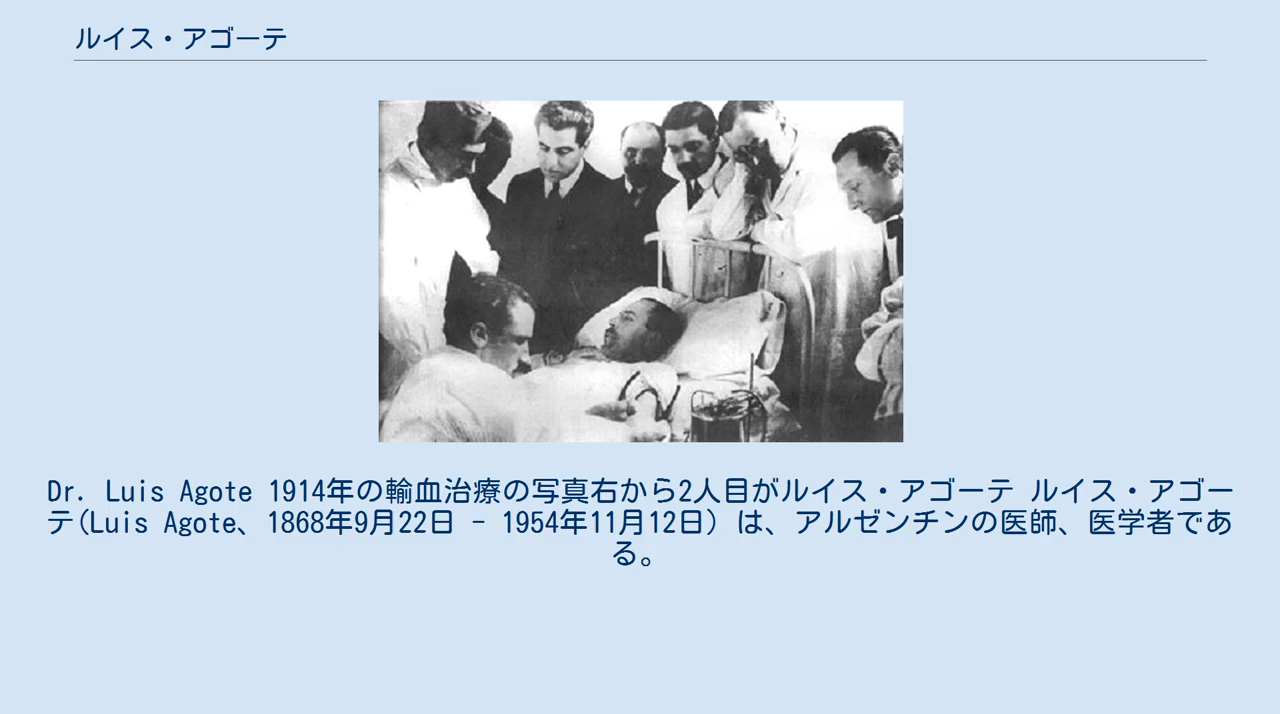 ルイス・アゴーテ
Dr. Luis Agote 1914年の輸血治療の写真右から2人目がルイス・アゴーテ ルイス・アゴー
テ(Luis Agote、1868年9月22日 - 1954年11月12日) は、アルゼンチンの医師、医学者であ
る。